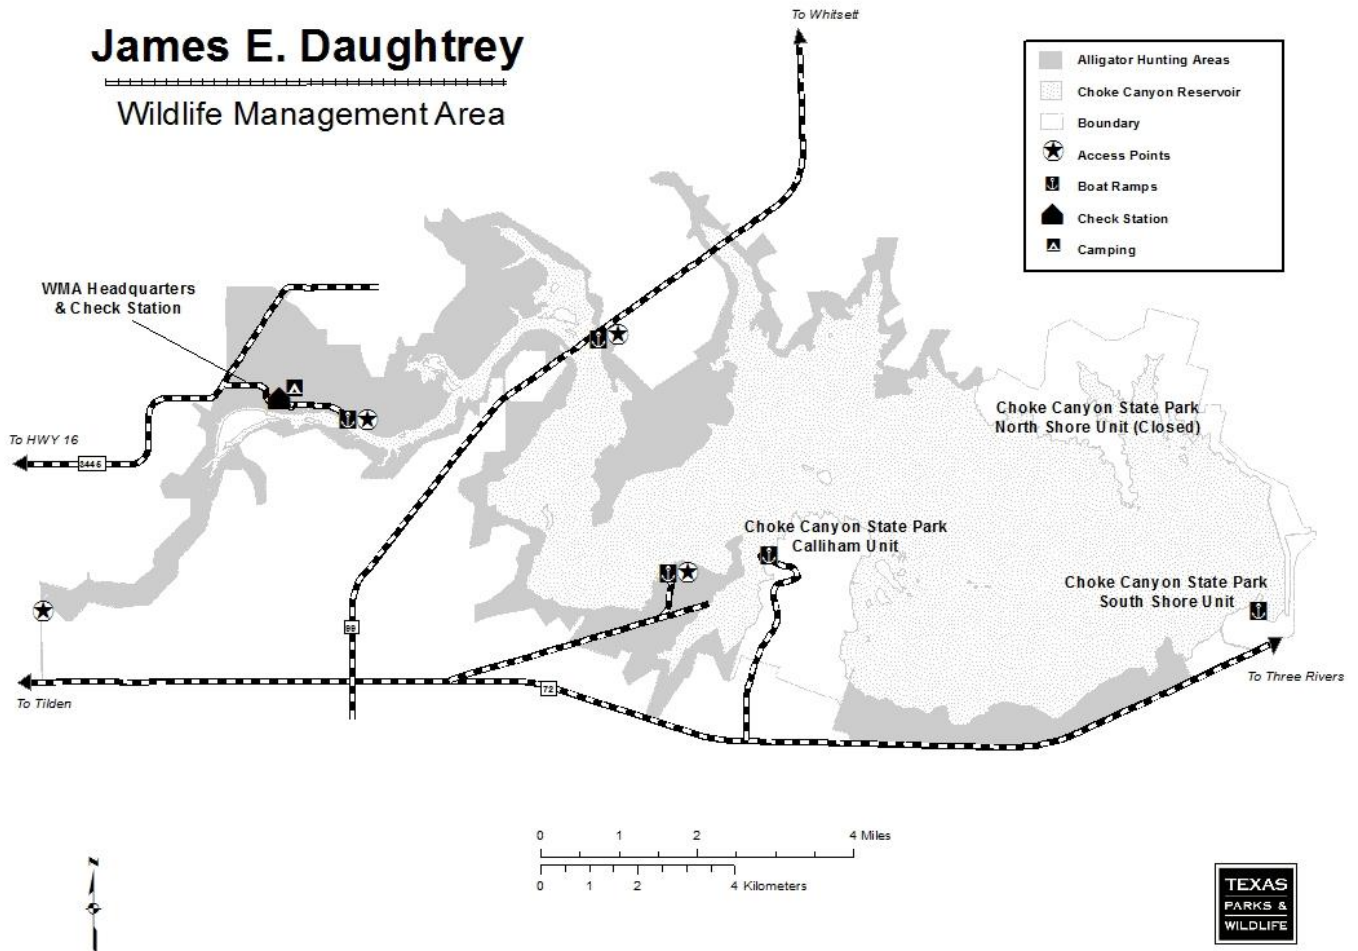 To Whitsett
James E. Daughtrey
Wildlife Management Area
Alligator Hunting Areas
Choke Canyon Reservoir
Boundary
Access Points
Boat Ramps
Check Station
Camping
WMA Headquarters
& Check Station
Choke Canyon State Park
North Shore Unit (Closed)
To HWY 16
3445
Choke Canyon State Park
Calliham Unit
Choke Canyon State Park
South Shore Unit
99
To Three Rivers
72
To Tilden
0 1 2 4 Miles
0 1 2 4 Kilometers
N
TEXAS
PARKS &
WILDLIFE